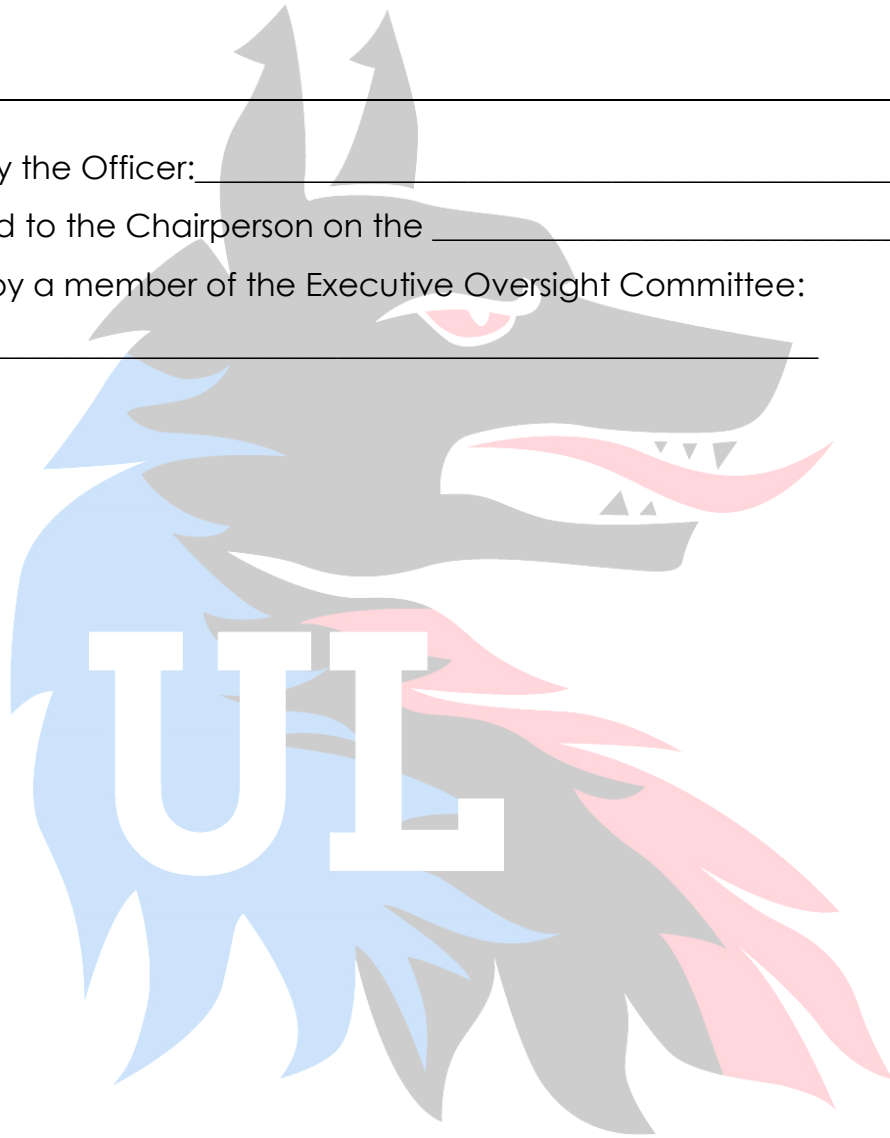 y the Officer:
d to the Chairperson on the
by a member of the Executive Oversight Committee:
UL